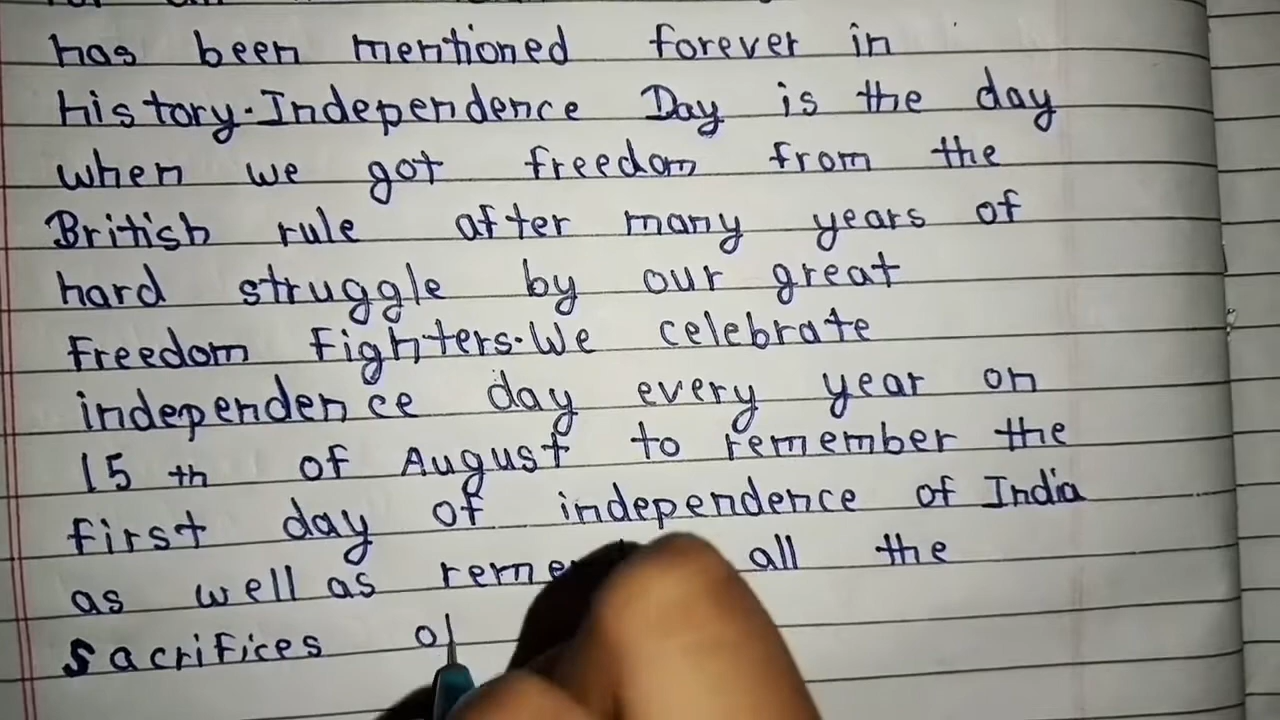 has been mentioned forever in
history. Independence Day is the day
when we got freedom from the
British rule after many years of
hard struggle by our great
Freedom Fighters. We celebrate
independence day every year on
15 th of August to remember the
first day of independence of India
as well as all the
Sacrifices